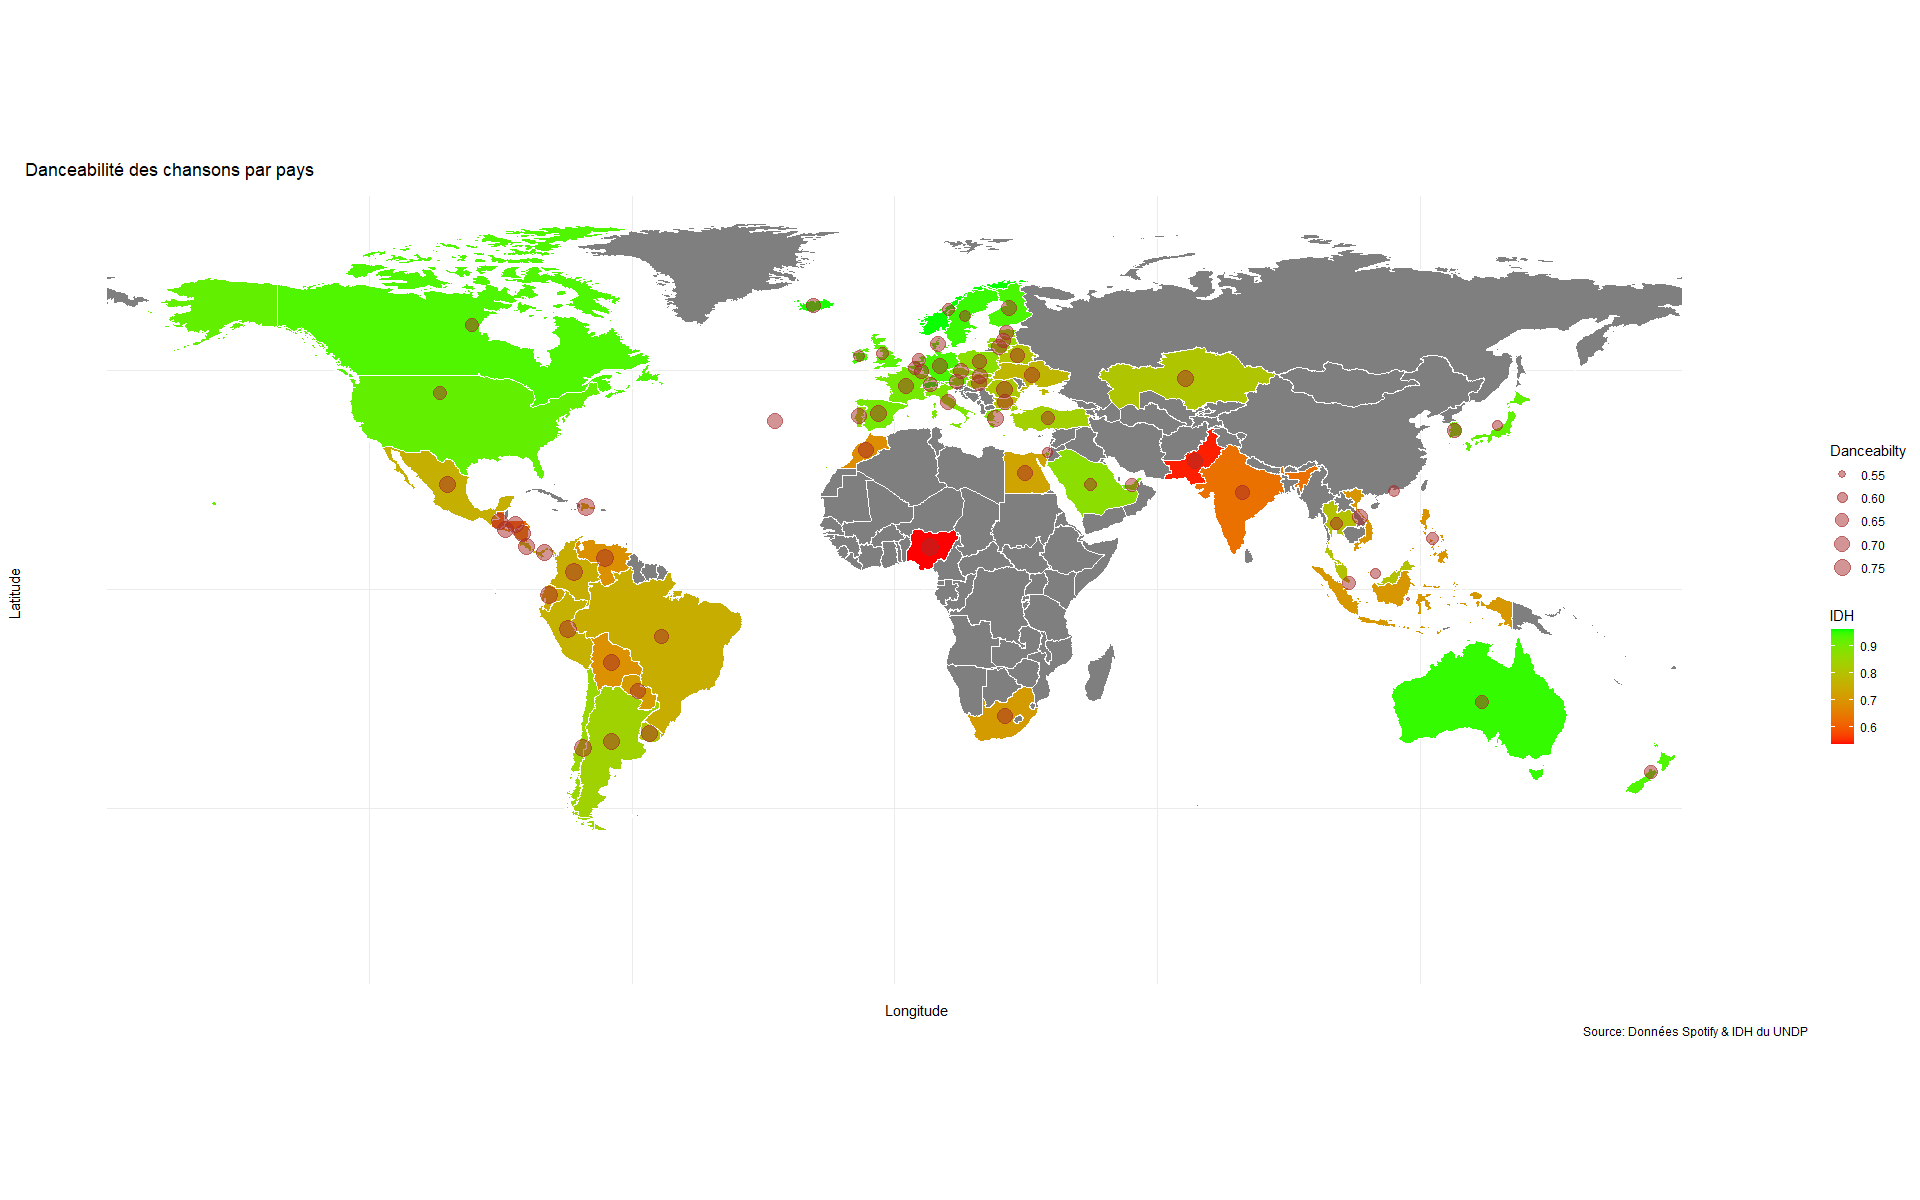 Danceabilité des chansons par pays
Latitude
Longitude
Danceabilty
0.55
0.60
0.65
0.70
0.75
IDH
0.9
0.8
0.7
0.6
Source: Données Spotify & IDH du UNDP